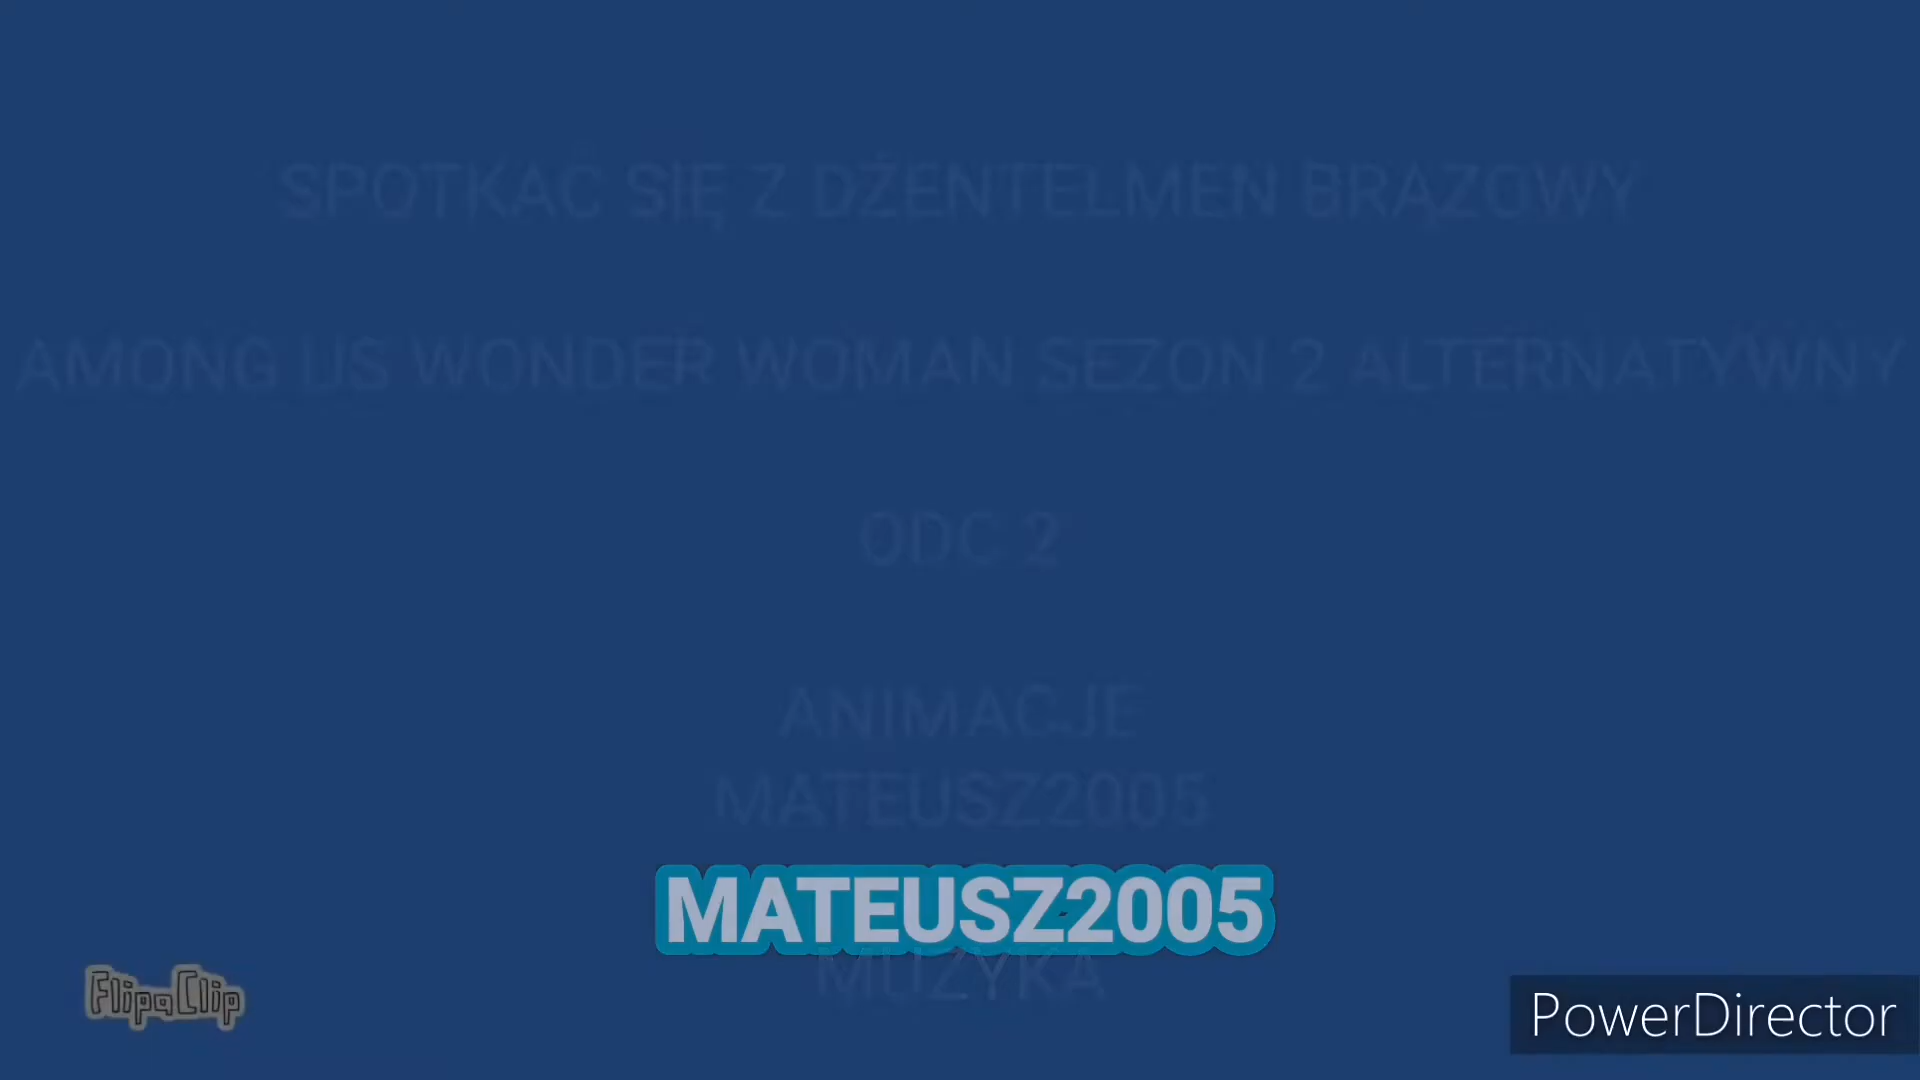 SPOTKAĆ SIĘ Z DŻENTELMEN BRĄZOWY
AMONG US WONDER WOMAN SEZON 2 ALTERNATYWNY
ODC 2
ANIMACJE
MATEUSZ2005
MATEUSZ2005
MUZYKA
FlipaClip
PowerDirector